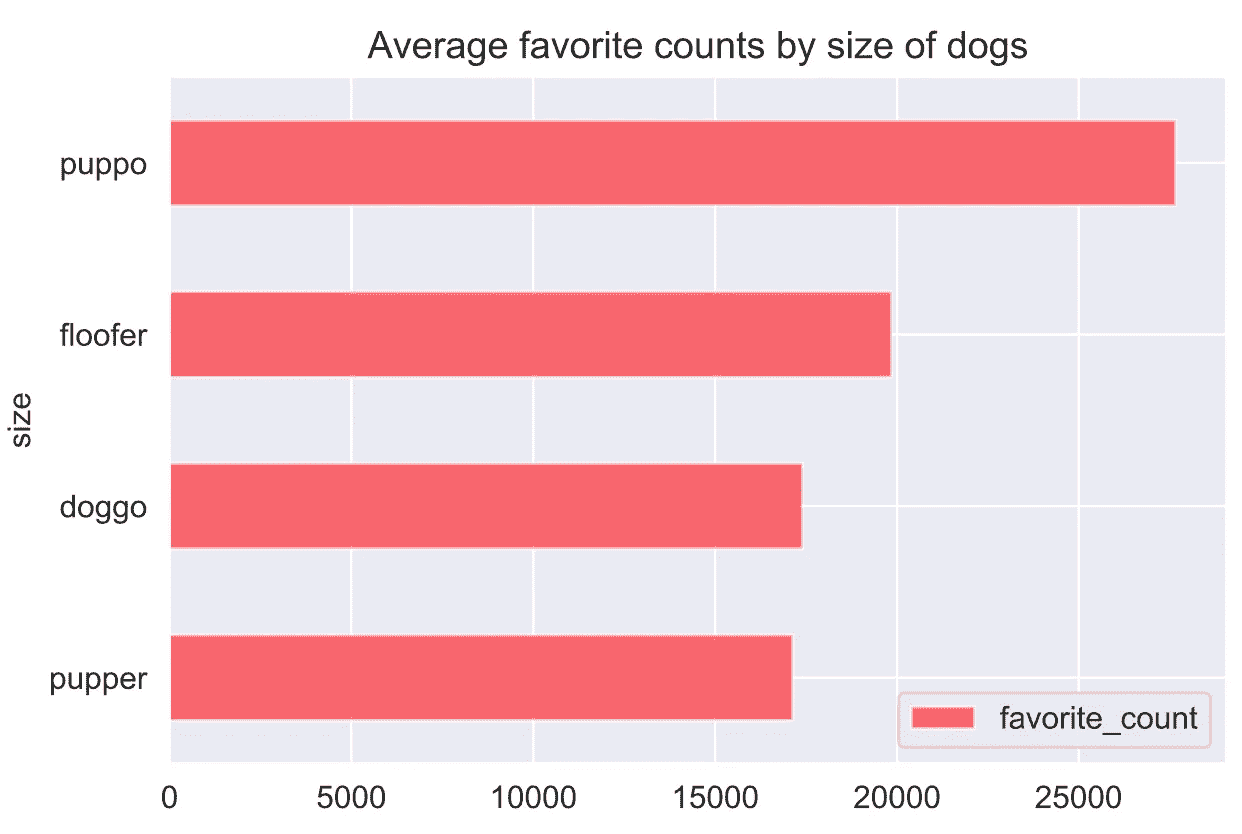 Average favorite counts by size of dogs
puppo
floofer
doggo
pupper
size
favorite_count
0 5000 10000 15000 20000 25000